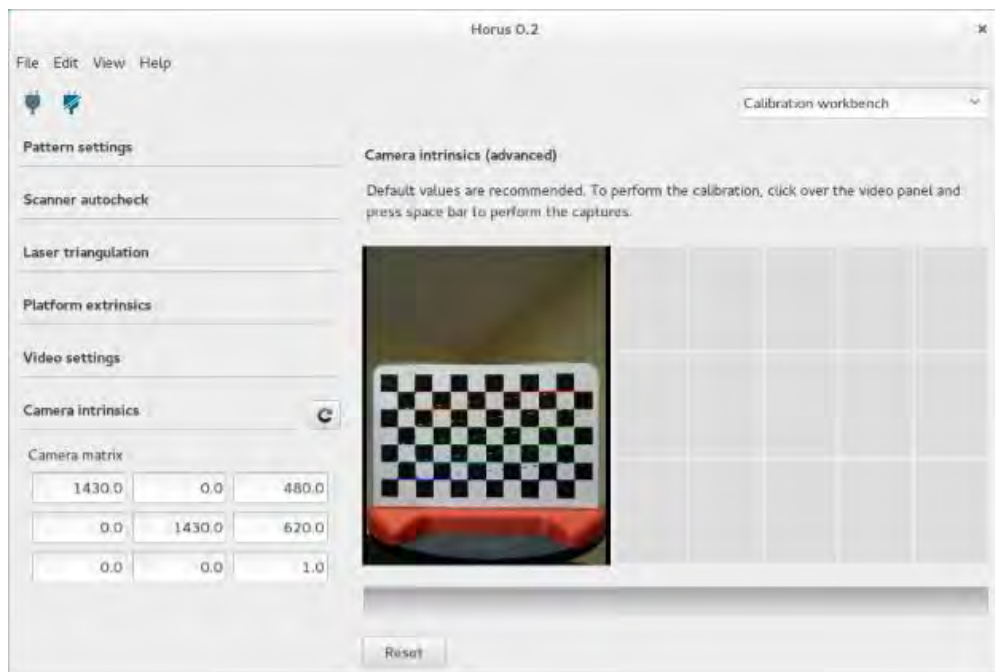 Horus 0.2
File Edit View Help
Calibration workbench
Pattern settings
Scanner autocheck
Laser triangulation
Platform extrinsics
Video settings
Camera intrinsics
Camera matrix
1430.0 0.0 480.0
0.0 1430.0 620.0
0.0 0.0 1.0
Camera intrinsics (advanced)
Default values are recommended. To perform the calibration, click over the video panel and
press space bar to perform the captures.
Reset